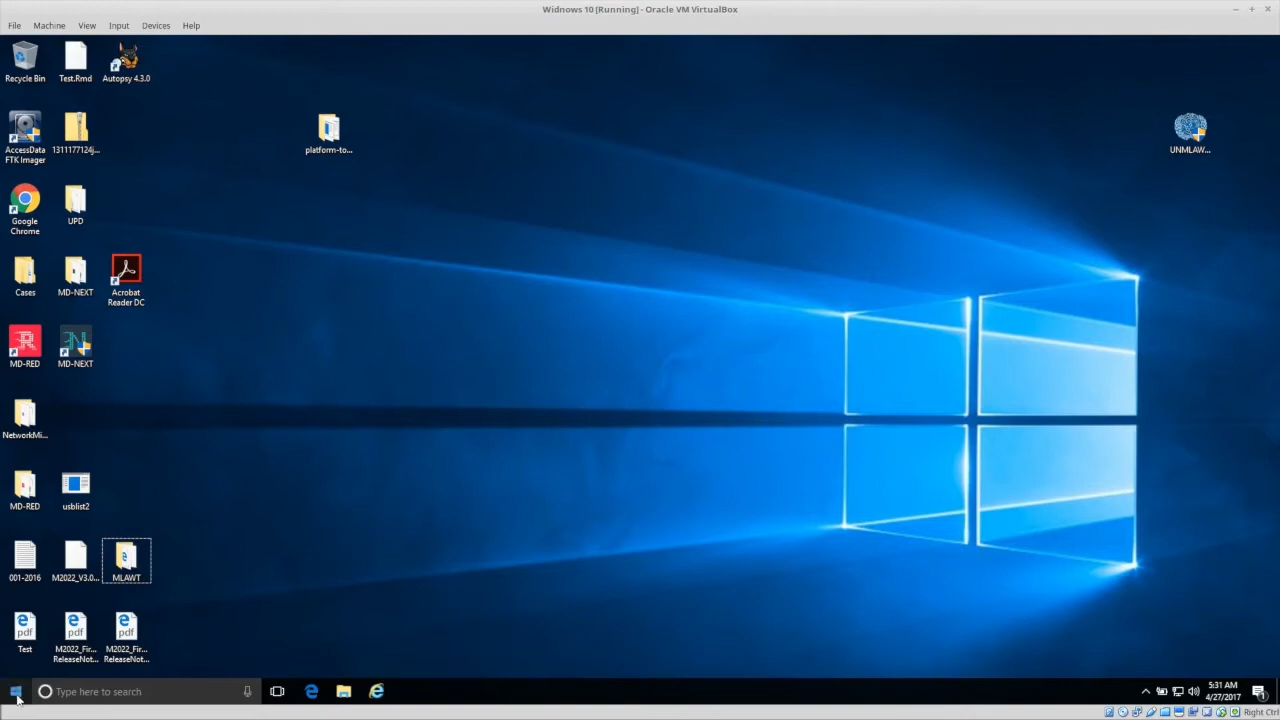 Widnows 10 [Running] - Oracle VM VirtualBox
File Machine View Input Devices Help
Recycle Bin
Test.Rmd
Autopsy 4.3.0
AccessData
FTK Imager
1311177124j...
platform-to...
UNMLAW...
Google
Chrome
UPD
Cases
MD-NEXT
Acrobat
Reader DC
MD-RED
MD-NEXT
NetworkMi...
MD-RED
usblist2
001-2016
M2022_V3.0...
MLAWT
pdf
Test
pdf
M2022_Fir...
ReleaseNot...
pdf
M2022_Fir...
ReleaseNot...
Type here to search
5:31 AM
4/27/2017
1
Right Ctrl